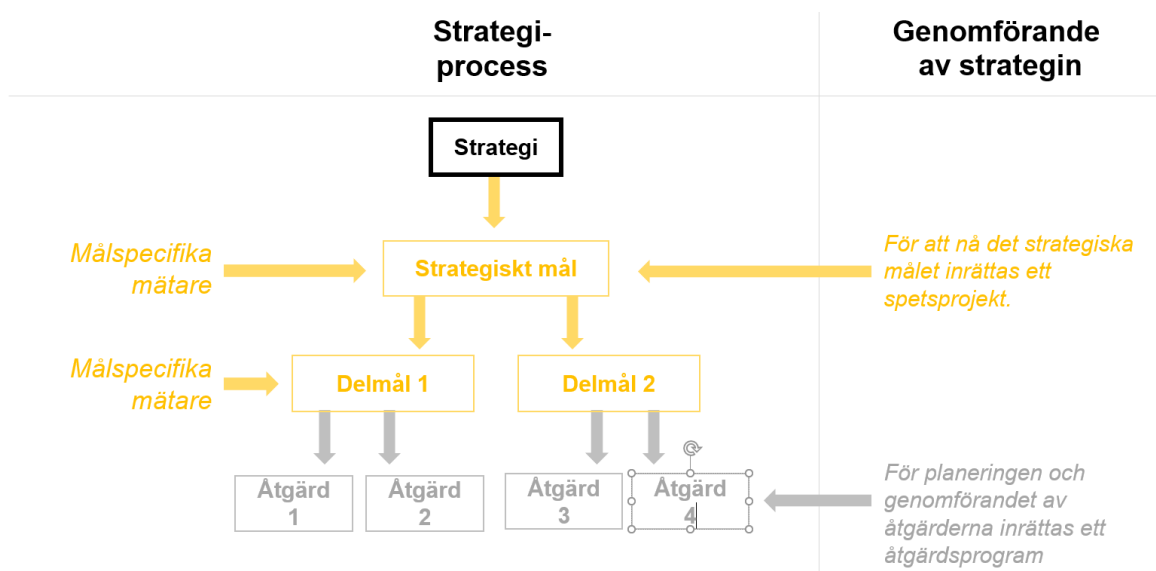 Strategi-
process
Genomförande
av strategin
Strategi
Målspecifika
mätare
Strategiskt mål
För att nå det strategiska
målet inrättas ett
spetsprojekt.
Målspecifika
mätare
Delmål 1
Delmål 2
Åtgärd
1
Åtgärd
2
Åtgärd
3
Åtgärd
4
För planeringen och
genomförandet av
åtgärderna inrättas ett
åtgärdsprogram